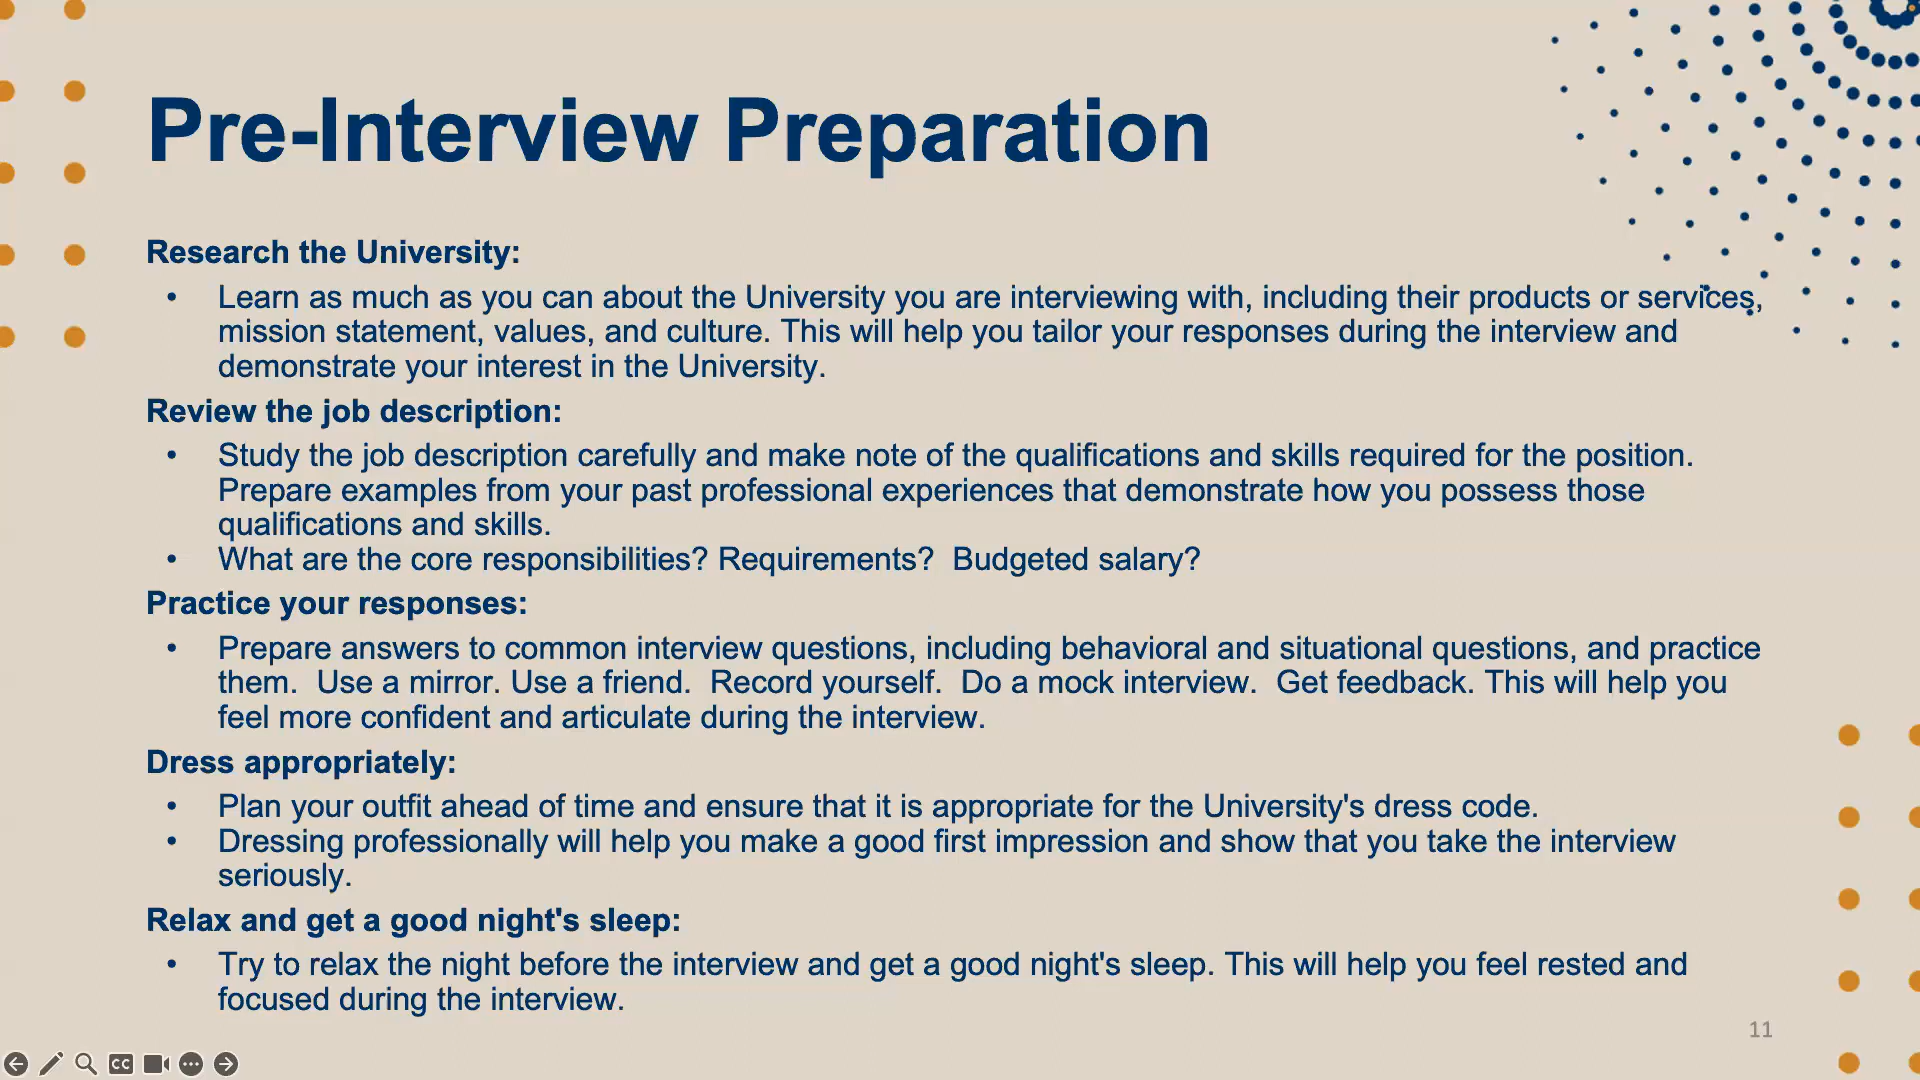 Pre-Interview Preparation
Research the University:
• Learn as much as you can about the University you are interviewing with, including their products or services,
mission statement, values, and culture. This will help you tailor your responses during the interview and
demonstrate your interest in the University.
Review the job description:
• Study the job description carefully and make note of the qualifications and skills required for the position.
Prepare examples from your past professional experiences that demonstrate how you possess those
qualifications and skills.
• What are the core responsibilities? Requirements?  Budgeted salary?
Practice your responses:
• Prepare answers to common interview questions, including behavioral and situational questions, and practice
them.  Use a mirror. Use a friend.  Record yourself.  Do a mock interview.  Get feedback. This will help you
feel more confident and articulate during the interview.
Dress appropriately:
• Plan your outfit ahead of time and ensure that it is appropriate for the University's dress code.
• Dressing professionally will help you make a good first impression and show that you take the interview
seriously.
Relax and get a good night's sleep:
• Try to relax the night before the interview and get a good night's sleep. This will help you feel rested and
focused during the interview.
11
CC